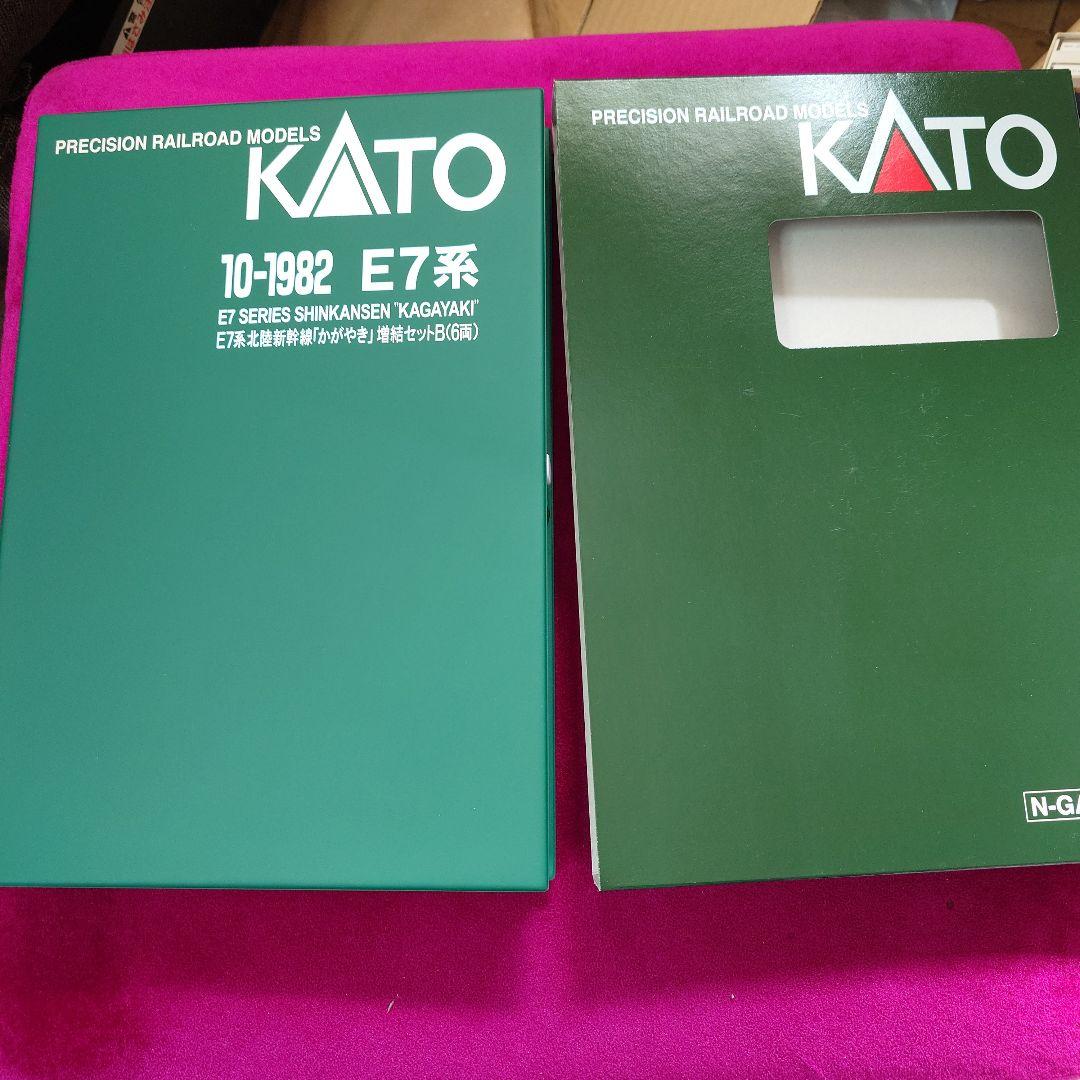 PRECISION RAILROAD MODELS
KATO
10-1982 E7系
E7 SERIES SHINKANSEN "KAGAYAKI"
E7系北陸新幹線「かがやき」増結セットB(6両)
PRECISION RAILROAD MODELS
KATO
N-GA